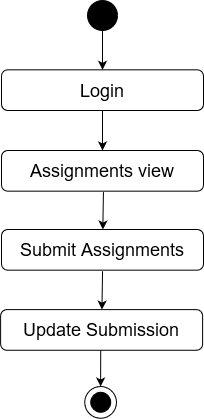 Login
Assignments view
Submit Assignments
Update Submission